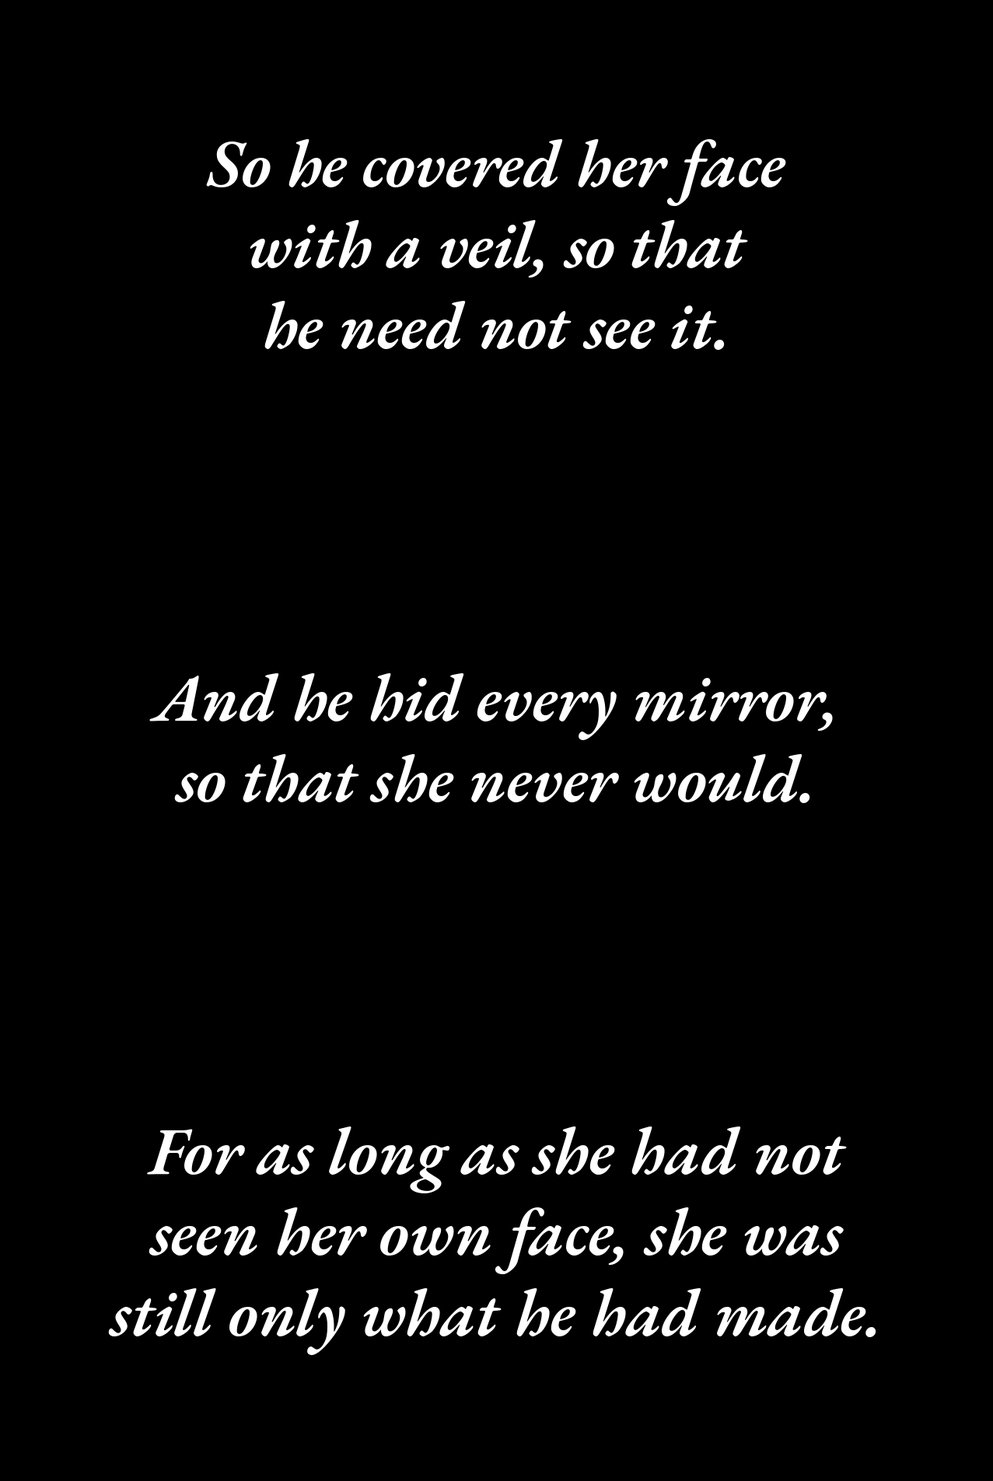 So he covered her face
with a veil, so that
he need not see it.
And he hid every mirror,
so that she never would.
For as long as she had not
seen her own face, she was
still only what he had made.